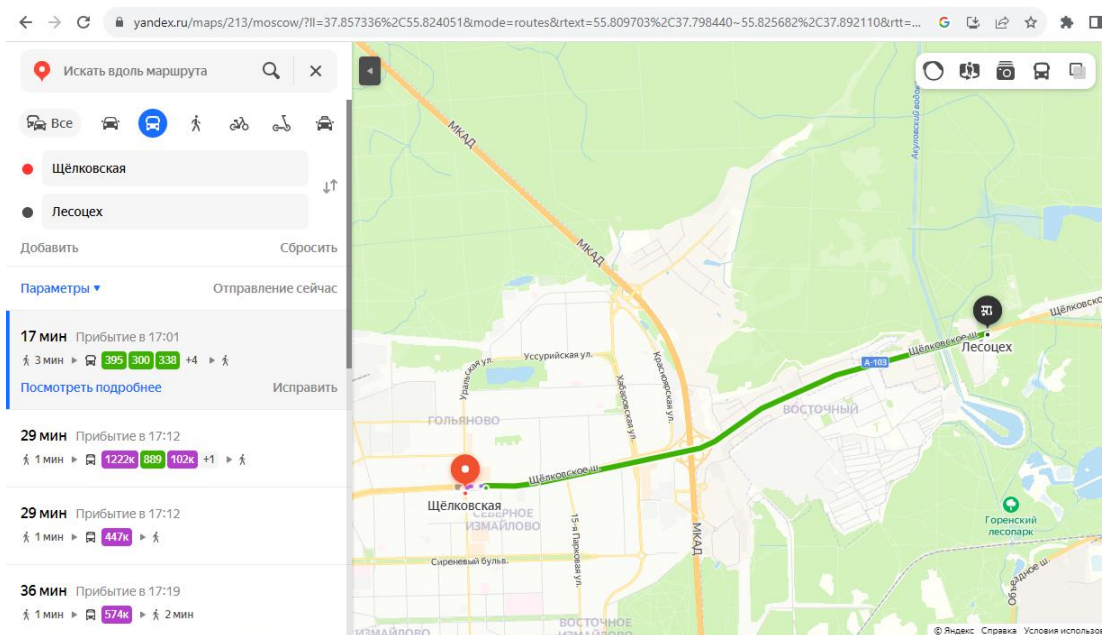 yandex.ru/maps/213/moscow/?ll=37.857336%2C55.824051&mode=routes&rtext=55.809703%2C37.798440~55.825682%2C37.892110&rtt=...
Искать вдоль маршрута
Все
Щёлковская
Лесоцех
Добавить Сбросить
Параметры Отправление сейчас
17 мин Прибытие в 17:01
3 мин 395 300 338 +4
Посмотреть подробнее Исправить
29 мин Прибытие в 17:12
1 мин 1222к 889 102к +1
29 мин Прибытие в 17:12
1 мин 447к
36 мин Прибытие в 17:19
1 мин 574к 2 мин
МКАД
Акуловский водок
МКАД
Щёлковско
Щёлковское ш.
Лесоцех
А-103
Уссурийская ул.
Уральская ул.
Хабаровская ул.
Красноярская ул.
ГОЛЬЯНОВО
ВОСТОЧНЫЙ
Щёлковское ш.
Щёлковская
СЕВЕРНОЕ
ИЗМАЙЛОВО
15-я Парковая ул.
МКАД
Горенский
лесопарк
Сиреневый бульв.
Объездное ш.
ВОСТОЧНОЕ
ИЗМАЙЛОВО
ИЗМАЙЛОВО
© Яндекс Справка Условия использов